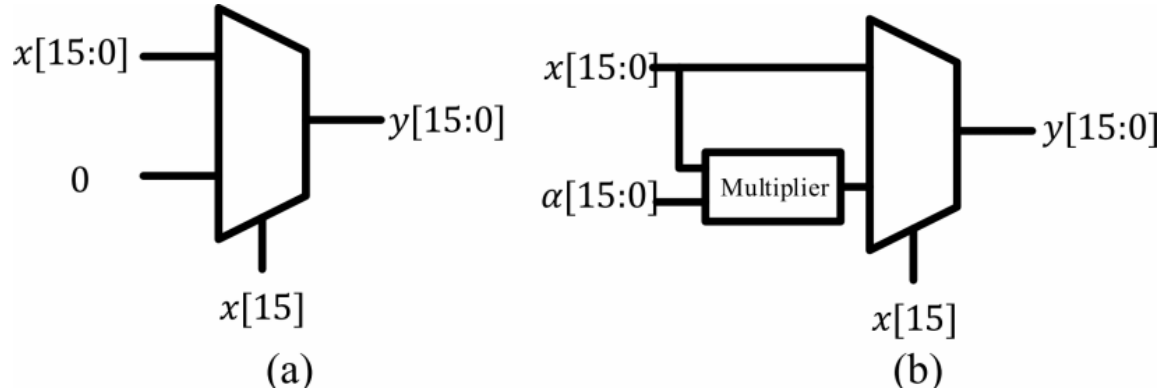 x[15:0]
0
y[15:0]
x[15]
(a)
x[15:0]
α[15:0]
Multiplier
y[15:0]
x[15]
(b)